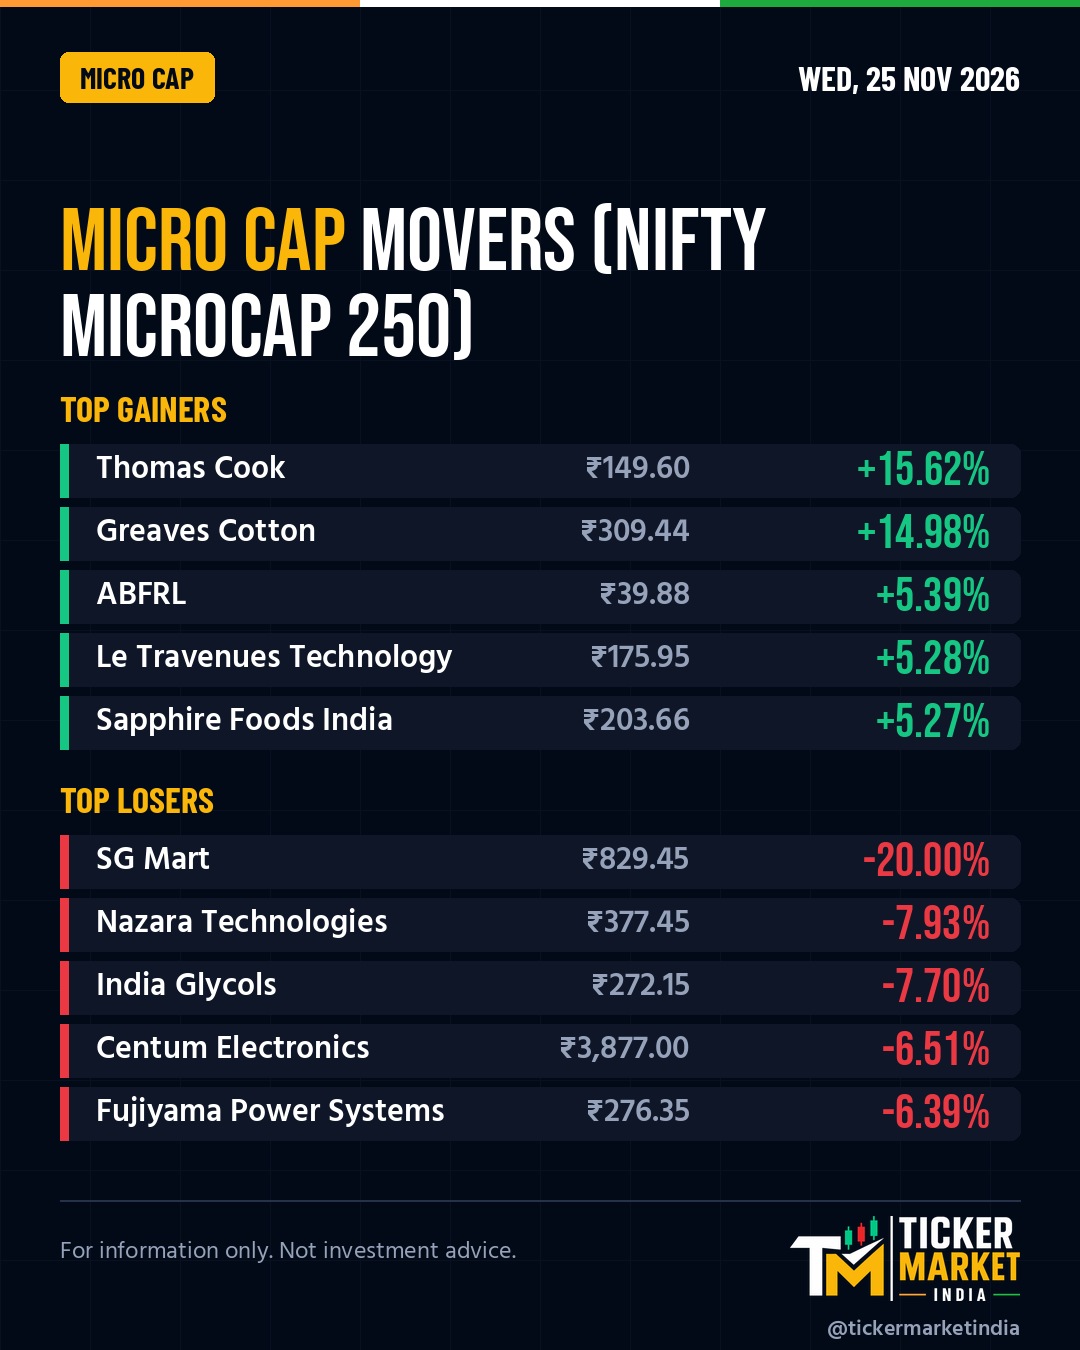 MICRO CAP
WED, 25 NOV 2026
MICRO CAP MOVERS (NIFTY
MICROCAP 250)
TOP GAINERS
Thomas Cook ₹149.60 +15.62%
Greaves Cotton ₹309.44 +14.98%
ABFRL ₹39.88 +5.39%
Le Travenues Technology ₹175.95 +5.28%
Sapphire Foods India ₹203.66 +5.27%
TOP LOSERS
SG Mart ₹829.45 -20.00%
Nazara Technologies ₹377.45 -7.93%
India Glycols ₹272.15 -7.70%
Centum Electronics ₹3,877.00 -6.51%
Fujiyama Power Systems ₹276.35 -6.39%
For information only. Not investment advice.
TM
TICKER
MARKET
INDIA
@tickermarketindia